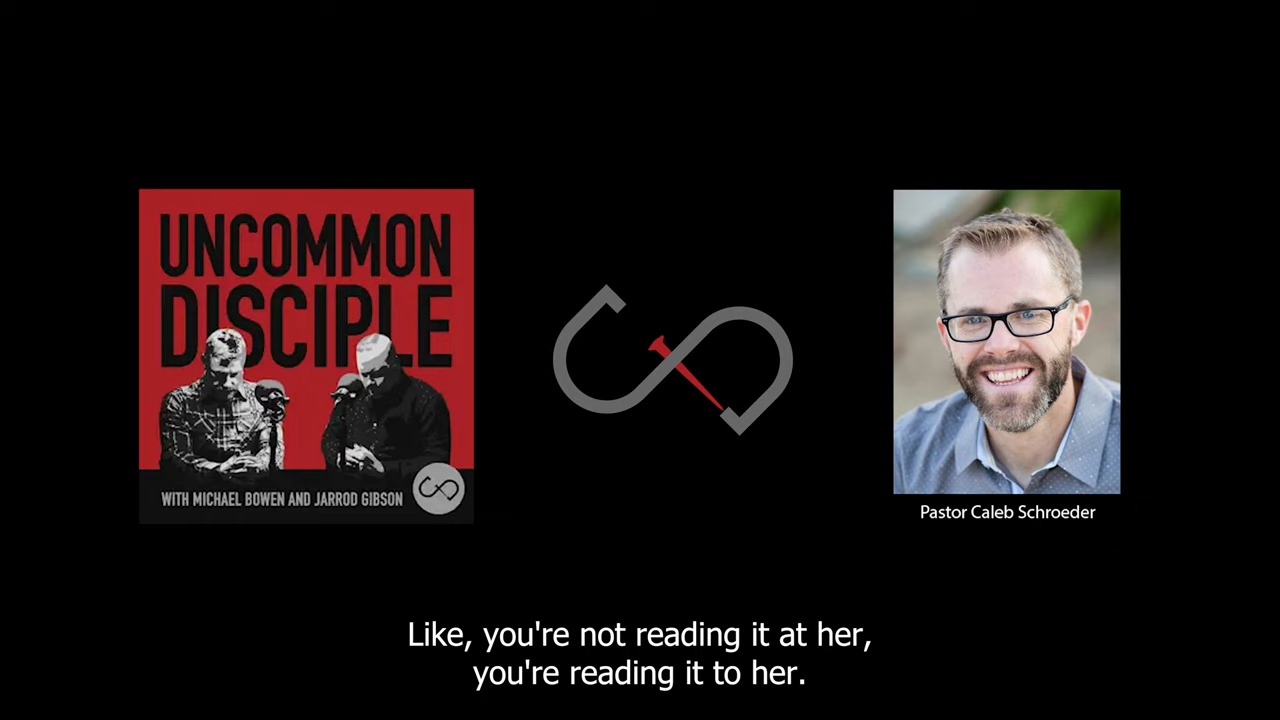 UNCOMMON
DISCIPLE
WITH MICHAEL BOWEN AND JARROD GIBSON
Pastor Caleb Schroeder
Like, you're not reading it at her,
you're reading it to her.